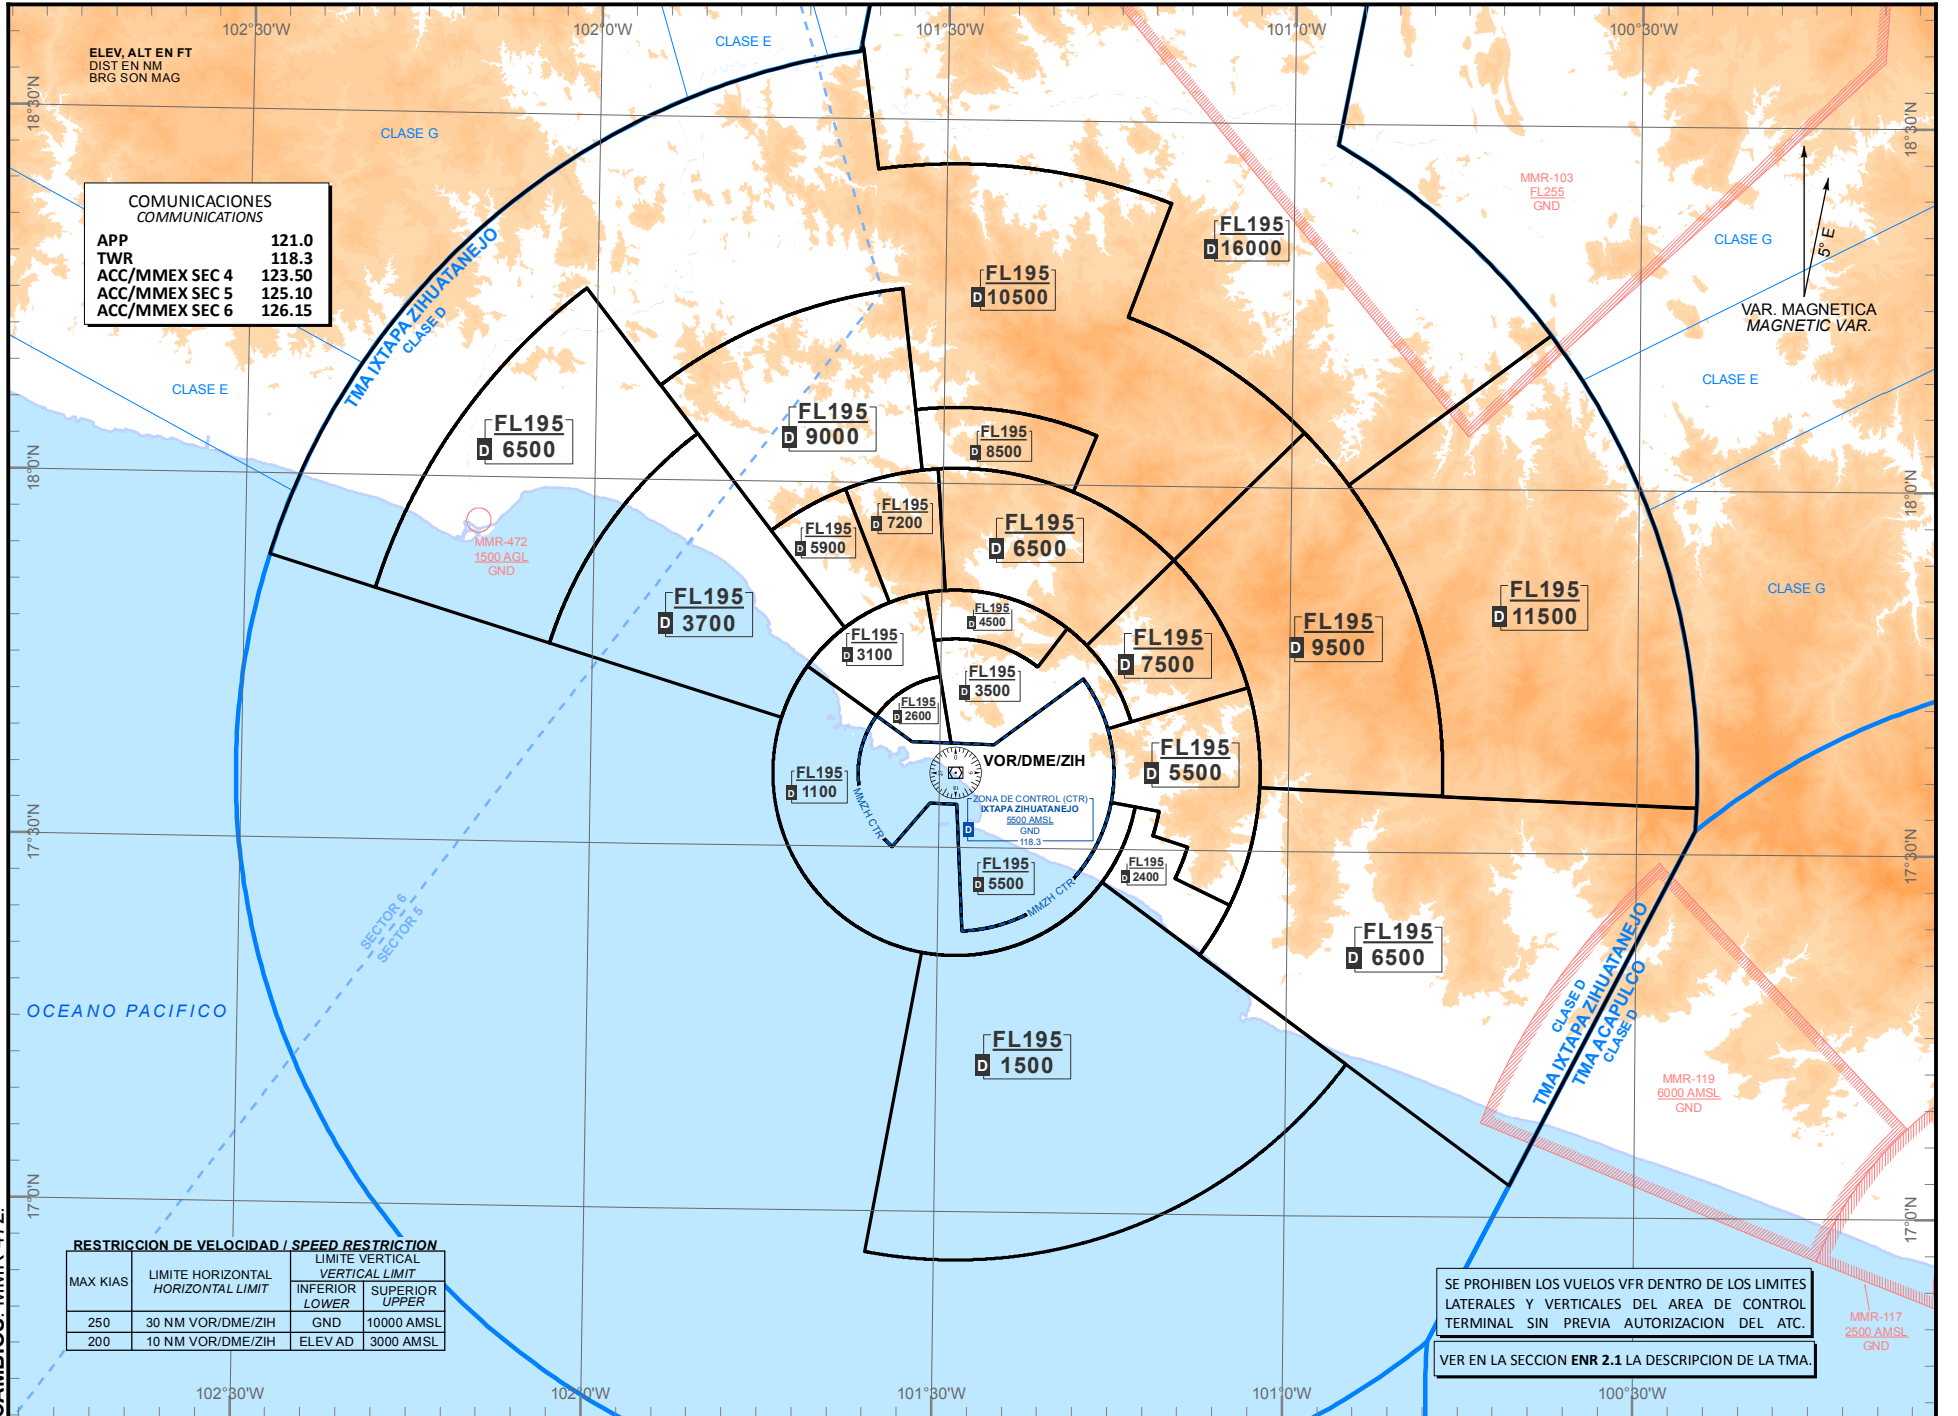 102°30'W
102°0'W
101°30'W
101°0'W
100°30'W
ELEV, ALT EN FT
DIST EN NM
BRG SON MAG
CLASE E
18°30'N
18°30'N
CLASE G
COMUNICACIONES
COMMUNICATIONS
APP 121.0
TWR 118.3
ACC/MMEX SEC 4 123.50
ACC/MMEX SEC 5 125.10
ACC/MMEX SEC 6 126.15
TMA IXTAPA ZIHUATANEJO
CLASE D
MMR-103
FL255
GND
CLASE G
5° E
VAR. MAGNETICA
MAGNETIC VAR.
FL195
D 16000
FL195
D 10500
CLASE E
CLASE E
FL195
D 6500
FL195
D 9000
FL195
D 8500
18°0'N
18°0'N
FL195
D 7200
FL195
D 5900
FL195
D 6500
MMR-472
1500 AGL
GND
FL195
D 3700
FL195
D 4500
FL195
D 3100
FL195
D 7500
FL195
D 9500
FL195
D 11500
CLASE G
FL195
D 3500
FL195
D 2600
VOR/DME/ZIH
FL195
D 5500
FL195
D 1100
MMZH CTR
ZONA DE CONTROL (CTR)
IXTAPA ZIHUATANEJO
5500 AMSL
D GND
118.3
17°30'N
17°30'N
FL195
D 5500
MMZH CTR
FL195
D 2400
SECTOR 6
SECTOR 5
FL195
D 6500
OCEANO PACIFICO
FL195
D 1500
CLASE D
TMA IXTAPA ZIHUATANEJO
TMA ACAPULCO
CLASE D
MMR-119
6000 AMSL
GND
17°0'N
17°0'N
RESTRICCION DE VELOCIDAD / SPEED RESTRICTION
MAX KIAS
LIMITE HORIZONTAL
HORIZONTAL LIMIT
LIMITE VERTICAL
VERTICAL LIMIT
INFERIOR
LOWER
SUPERIOR
UPPER
250 30 NM VOR/DME/ZIH GND 10000 AMSL
200 10 NM VOR/DME/ZIH ELEV AD 3000 AMSL
SE PROHIBEN LOS VUELOS VFR DENTRO DE LOS LIMITES
LATERALES Y VERTICALES DEL AREA DE CONTROL
TERMINAL SIN PREVIA AUTORIZACION DEL ATC.
VER EN LA SECCION ENR 2.1 LA DESCRIPCION DE LA TMA.
MMR-117
2500 AMSL
GND
102°30'W
102°0'W
101°30'W
101°0'W
100°30'W